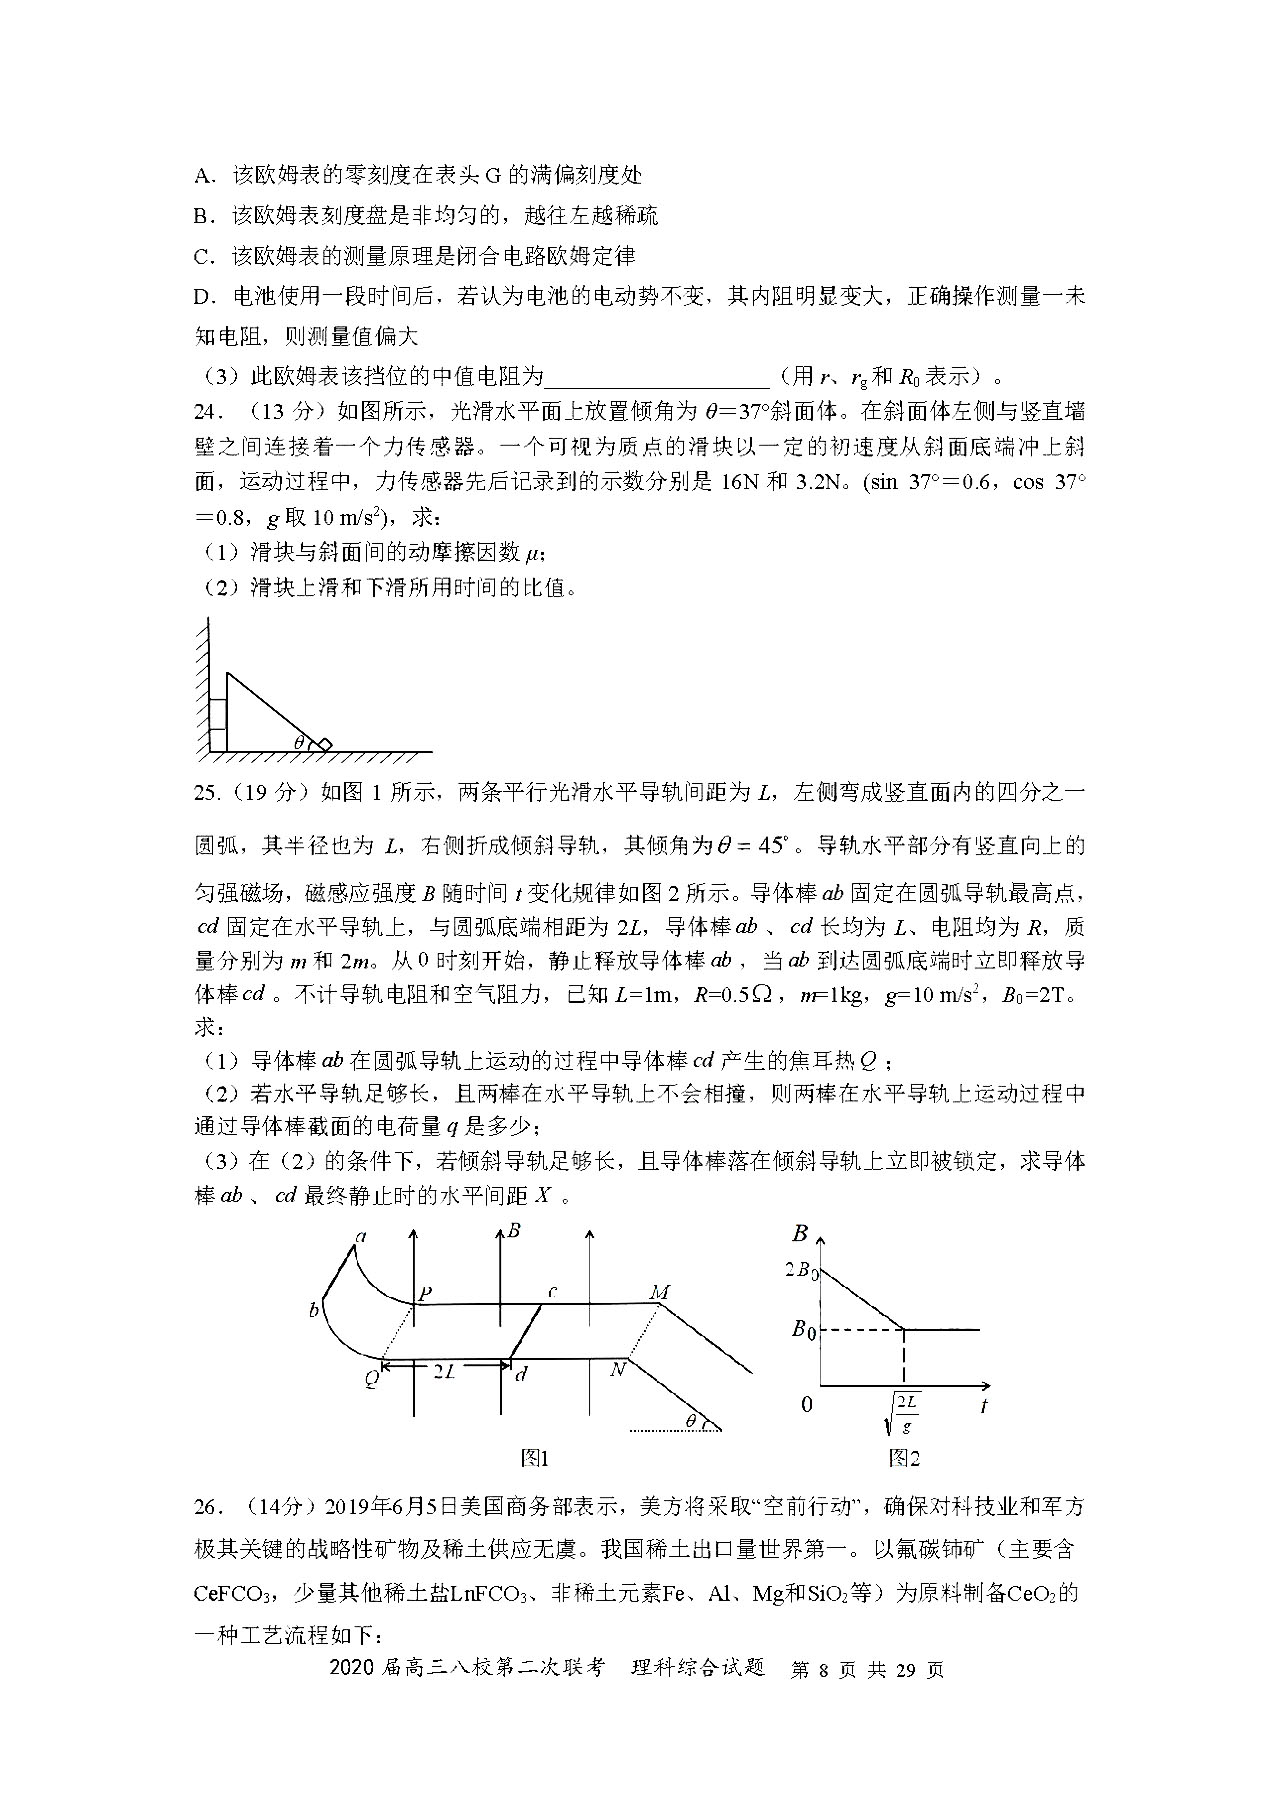 A．该欧姆表的零刻度在表头 G 的满偏刻度处
B．该欧姆表刻度盘是非均匀的，越往左越稀疏
C．该欧姆表的测量原理是闭合电路欧姆定律
D．电池使用一段时间后，若认为电池的电动势不变，其内阻明显变大，正确操作测量一未
知电阻，则测量值偏大
（3）此欧姆表该挡位的中值电阻为____________________（用 r、rg 和 R0 表示）。
24．（13 分）如图所示，光滑水平面上放置倾角为 θ＝37°斜面体。在斜面体左侧与竖直墙
壁之间连接着一个力传感器。一个可视为质点的滑块以一定的初速度从斜面底端冲上斜
面，运动过程中，力传感器先后记录到的示数分别是 16N 和 3.2N。(sin 37°＝0.6，cos 37°
＝0.8，g 取 10 m/s²)，求：
（1）滑块与斜面间的动摩擦因数 μ；
（2）滑块上滑和下滑所用时间的比值。
θ
25.（19 分）如图 1 所示，两条平行光滑水平导轨间距为 L，左侧弯成竖直面内的四分之一
圆弧，其半径也为 L，右侧折成倾斜导轨，其倾角为 θ = 45°。导轨水平部分有竖直向上的
匀强磁场，磁感应强度 B 随时间 t 变化规律如图 2 所示。导体棒 ab 固定在圆弧导轨最高点，
cd 固定在水平导轨上，与圆弧底端相距为 2L，导体棒 ab 、 cd 长均为 L、电阻均为 R，质
量分别为 m 和 2m。从 0 时刻开始，静止释放导体棒 ab ，当 ab 到达圆弧底端时立即释放导
体棒 cd 。不计导轨电阻和空气阻力，已知 L=1m，R=0.5Ω，m=1kg，g=10 m/s²，B0=2T。
求：
（1）导体棒 ab 在圆弧导轨上运动的过程中导体棒 cd 产生的焦耳热 Q ；
（2）若水平导轨足够长，且两棒在水平导轨上不会相撞，则两棒在水平导轨上运动过程中
通过导体棒截面的电荷量 q 是多少；
（3）在（2）的条件下，若倾斜导轨足够长，且导体棒落在倾斜导轨上立即被锁定，求导体
棒 ab 、 cd 最终静止时的水平间距 X 。
a
b
P
Q
2L
B
c
d
M
N
θ
图1
B
2B0
B0
0
√(2L/g)
t
图2
26．（14分）2019年6月5日美国商务部表示，美方将采取“空前行动”，确保对科技业和军方
极其关键的战略性矿物及稀土供应无虞。我国稀土出口量世界第一。以氟碳铈矿（主要含
CeFCO3，少量其他稀土盐LnFCO3、非稀土元素Fe、Al、Mg和SiO2等）为原料制备CeO2的
一种工艺流程如下：
2020 届高三八校第二次联考 理科综合试题 第 8 页 共 29 页